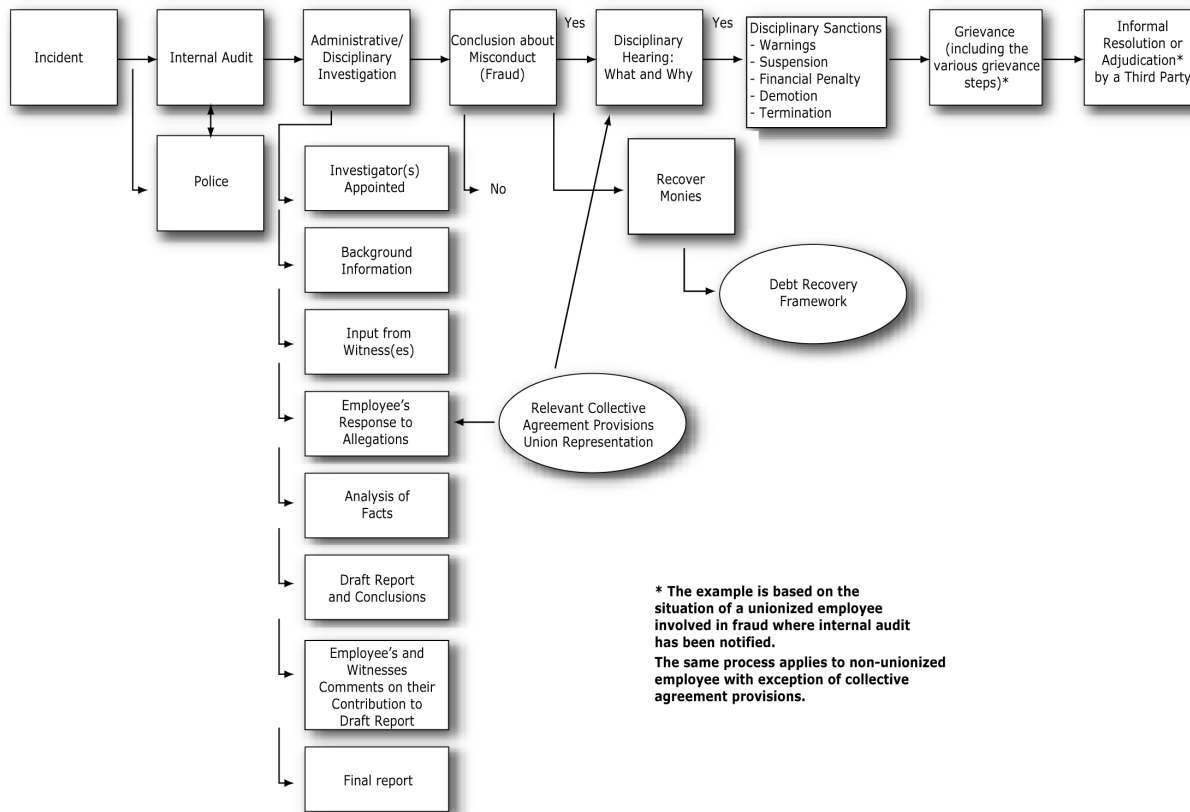 Incident
Internal Audit
Administrative/
Disciplinary
Investigation
Conclusion about
Misconduct
(Fraud)
Yes
Disciplinary
Hearing:
What and Why
Yes
Disciplinary Sanctions
- Warnings
- Suspension
- Financial Penalty
- Demotion
- Termination
Grievance
(including the
various grievance
steps)*
Informal
Resolution or
Adjudication*
by a Third Party
Police
Investigator(s)
Appointed
No
Recover
Monies
Background
Information
Debt Recovery
Framework
Input from
Witness(es)
Employee's
Response to
Allegations
Relevant Collective
Agreement Provisions
Union Representation
Analysis of
Facts
Draft Report
and Conclusions
Employee's and
Witnesses
Comments on their
Contribution to
Draft Report
Final report
* The example is based on the
situation of a unionized employee
involved in fraud where internal audit
has been notified.
The same process applies to non-unionized
employee with exception of collective
agreement provisions.